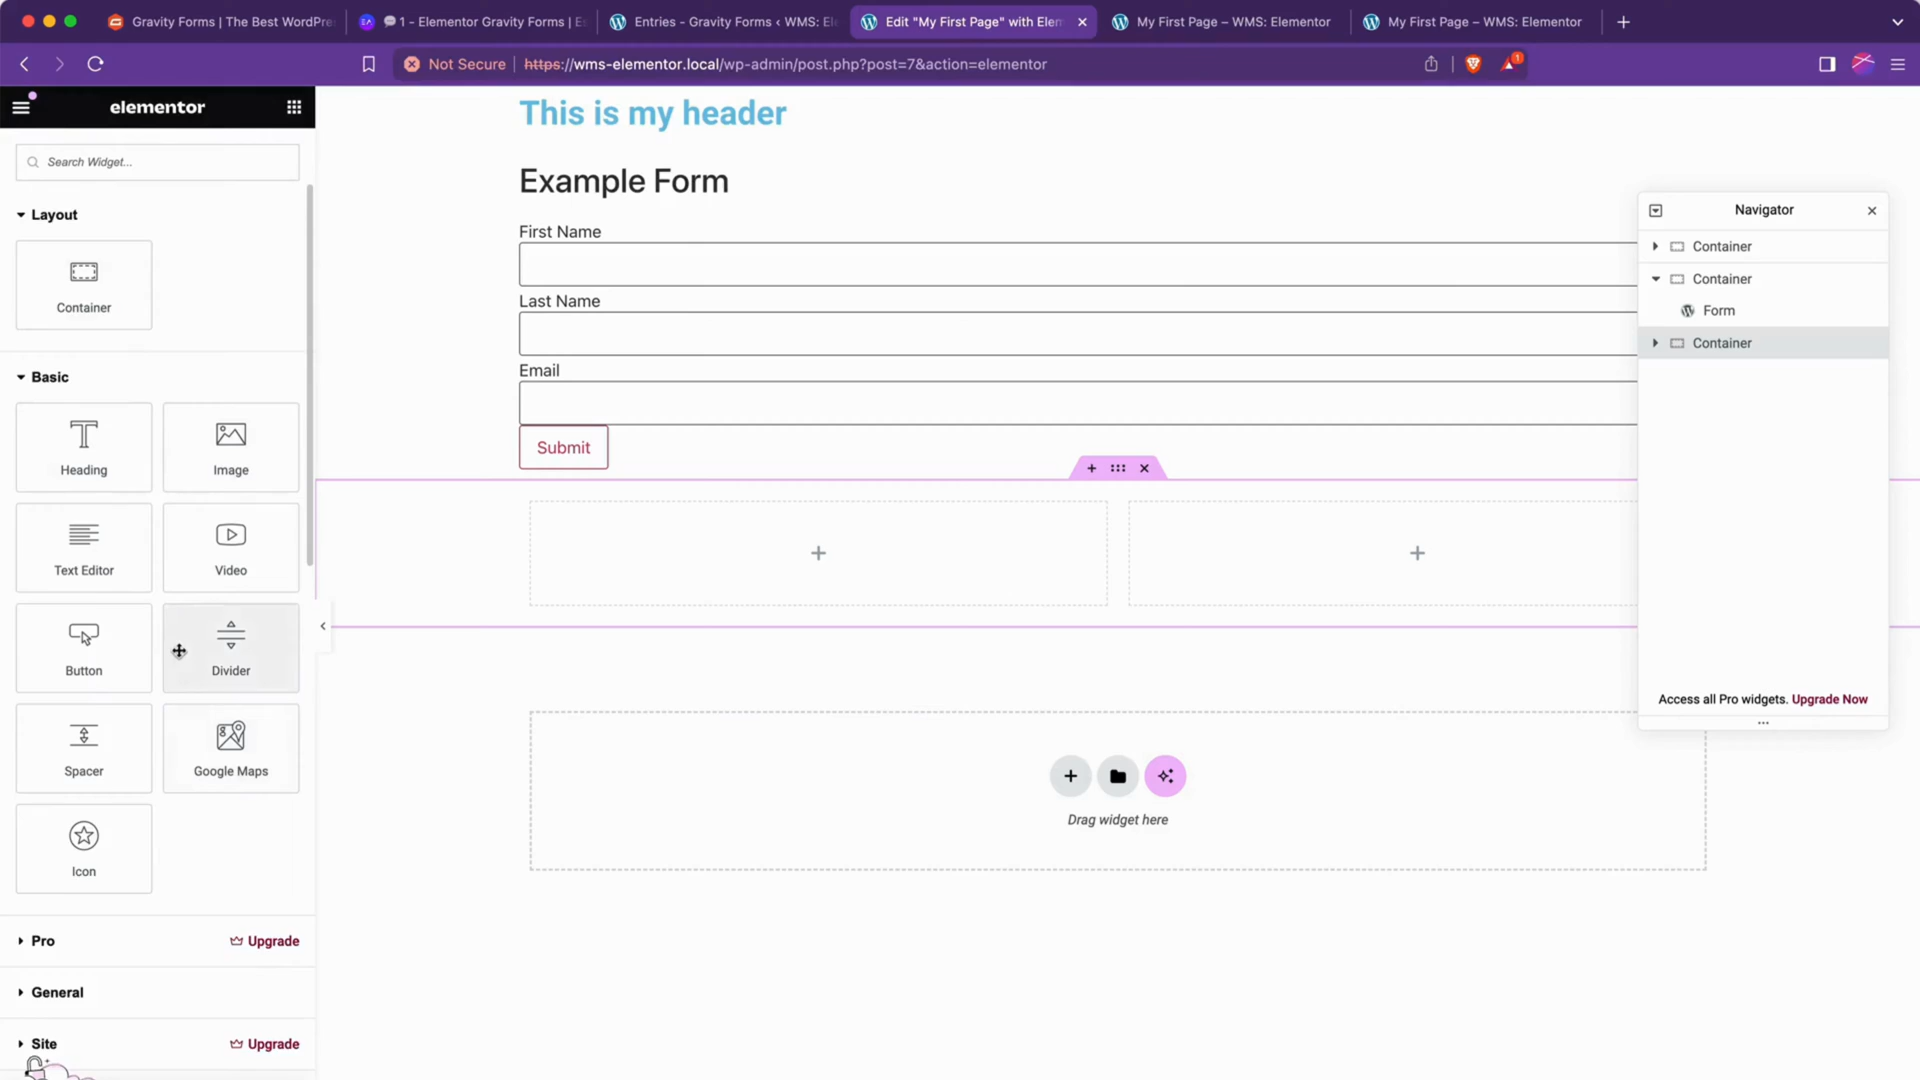 Gravity Forms | The Best WordPre
1 - Elementor Gravity Forms | Es
Entries - Gravity Forms ‹ WMS: Ele
Edit "My First Page" with Elem
My First Page – WMS: Elementor
My First Page – WMS: Elementor
Not Secure
https://wms-elementor.local/wp-admin/post.php?post=7&action=elementor
1
elementor
Search Widget...
Layout
Container
Basic
Heading
Image
Text Editor
Video
Button
Divider
Spacer
Google Maps
Icon
Pro
Upgrade
General
Site
Upgrade
This is my header
Example Form
First Name
Last Name
Email
Submit
Drag widget here
Navigator
Container
Container
Form
Container
Access all Pro widgets. Upgrade Now